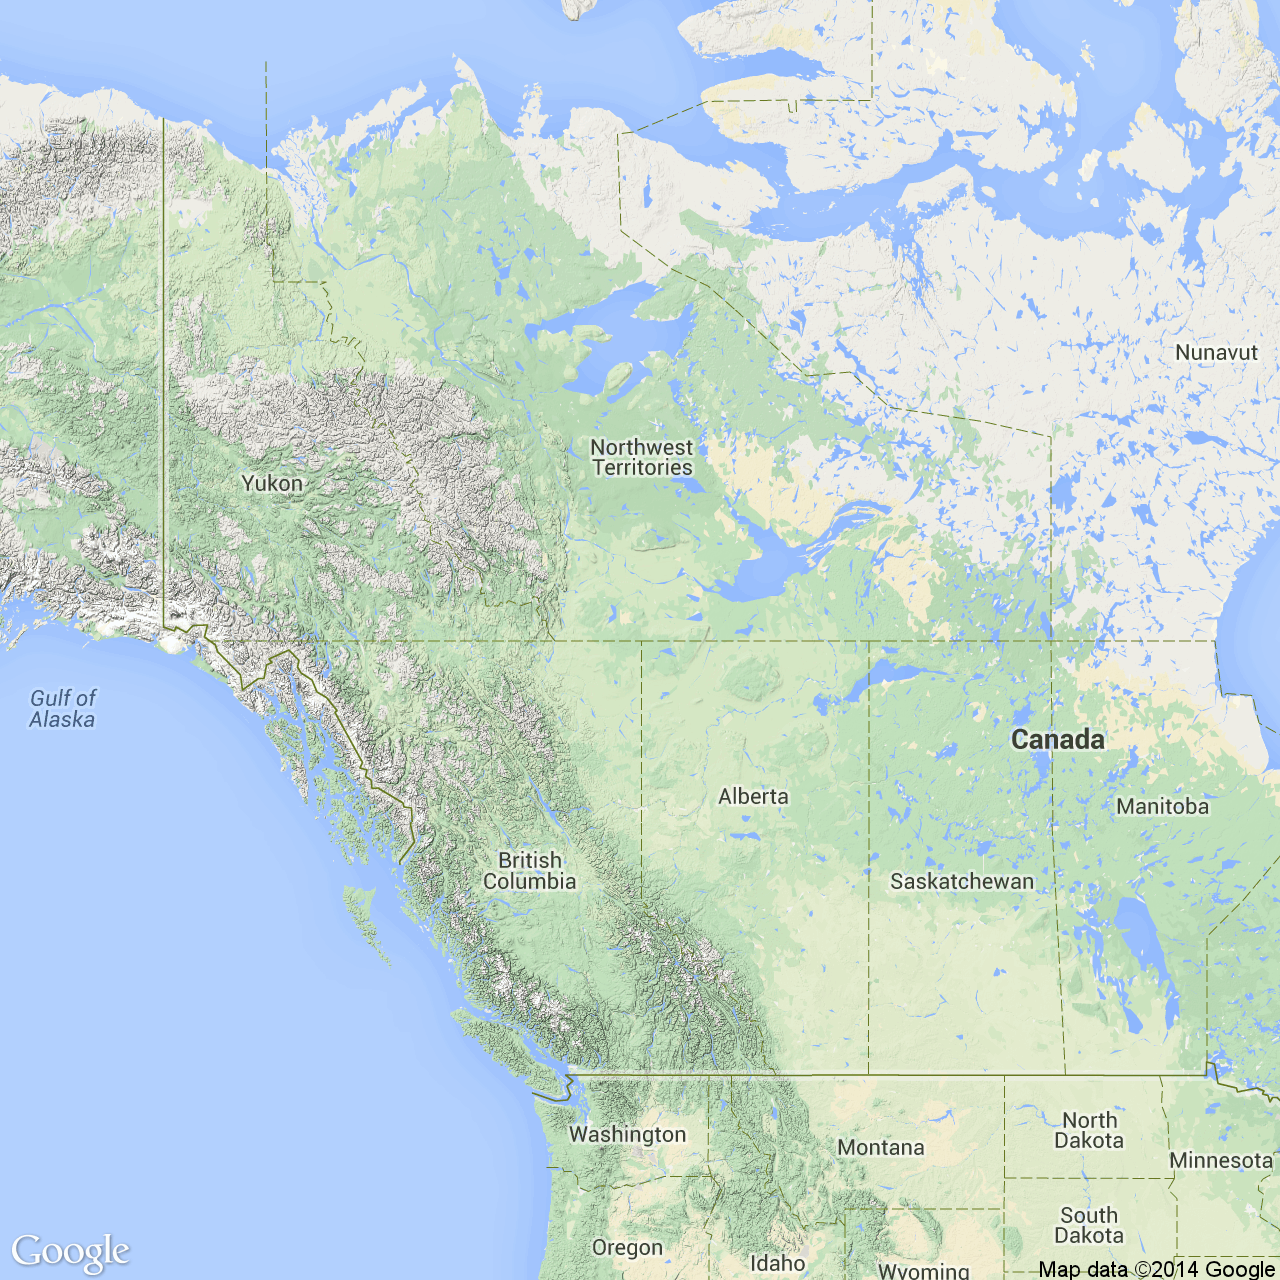 Nunavut
Northwest
Territories
Yukon
Gulf of
Alaska
Canada
Alberta
Manitoba
British
Columbia
Saskatchewan
North
Dakota
Washington
Montana
Minnesota
South
Dakota
Oregon
Idaho
Wyoming
Google
Map data ©2014 Google